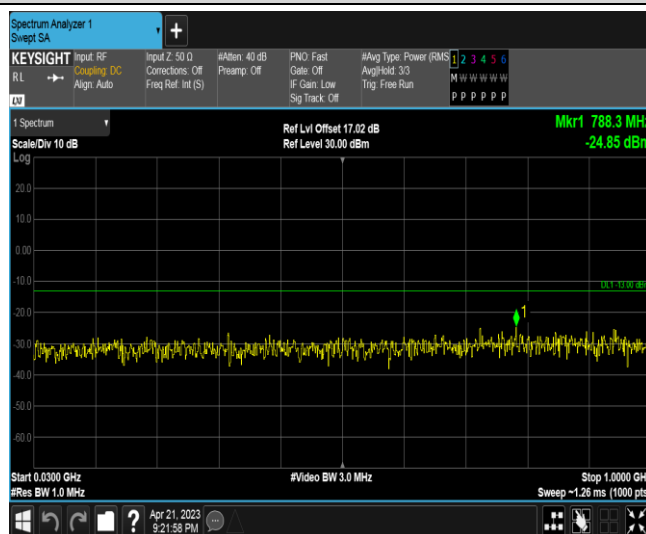 Spectrum Analyzer 1
Swept SA
+
KEYSIGHT Input: RF Input Z: 50 Ω #Atten: 40 dB PNO: Fast #Avg Type: Power (RMS 1 2 3 4 5 6
RL Coupling: DC Corrections: Off Preamp: Off Gate: Off Avg|Hold: 3/3 M W W W W W
Align: Auto Freq Ref: Int (S) IF Gain: Low Trig: Free Run
Sig Track: Off P P P P P P
LXI
1 Spectrum Ref Lvl Offset 17.02 dB Mkr1 788.3 MHz
Scale/Div 10 dB Ref Level 30.00 dBm -24.85 dBm
Log
20.0
10.0
0.00
-10.0
DL1 -13.00 dBm
-20.0
1
-30.0
-40.0
-50.0
-60.0
Start 0.0300 GHz #Video BW 3.0 MHz Stop 1.0000 GHz
#Res BW 1.0 MHz Sweep ~1.26 ms (1000 pts)
? Apr 21, 2023
9:21:58 PM